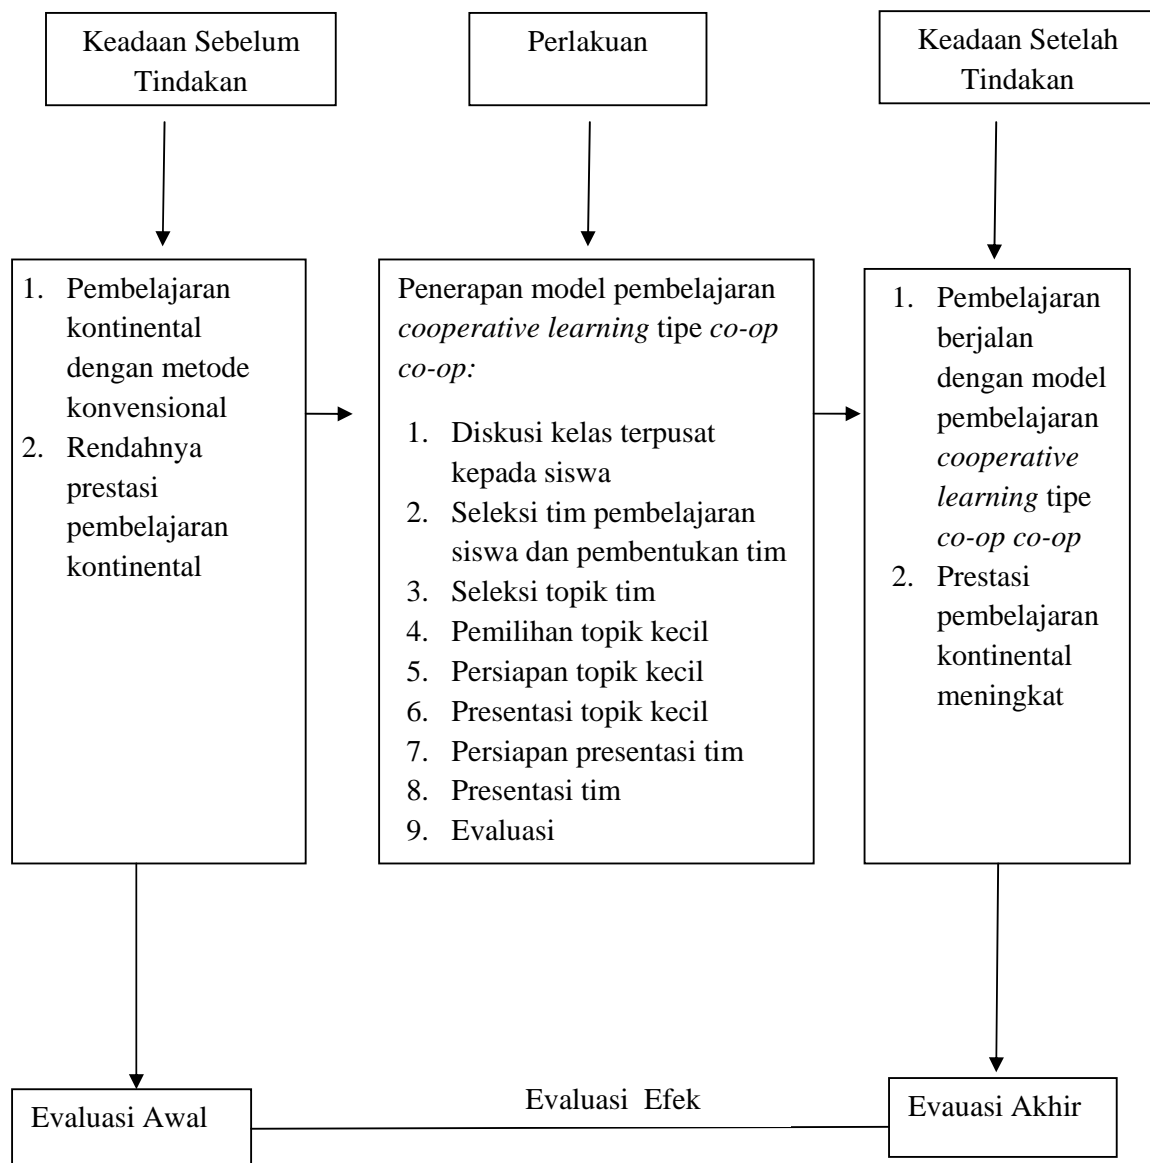 Keadaan Sebelum
Tindakan
Perlakuan
Keadaan Setelah
Tindakan
1. Pembelajaran
kontinental
dengan metode
konvensional
2. Rendahnya
prestasi
pembelajaran
kontinental
Penerapan model pembelajaran
cooperative learning tipe co-op
co-op:
1. Diskusi kelas terpusat
kepada siswa
2. Seleksi tim pembelajaran
siswa dan pembentukan tim
3. Seleksi topik tim
4. Pemilihan topik kecil
5. Persiapan topik kecil
6. Presentasi topik kecil
7. Persiapan presentasi tim
8. Presentasi tim
9. Evaluasi
1. Pembelajaran
berjalan
dengan model
pembelajaran
cooperative
learning tipe
co-op co-op
2. Prestasi
pembelajaran
kontinental
meningkat
Evaluasi Awal
Evaluasi Efek
Evauasi Akhir